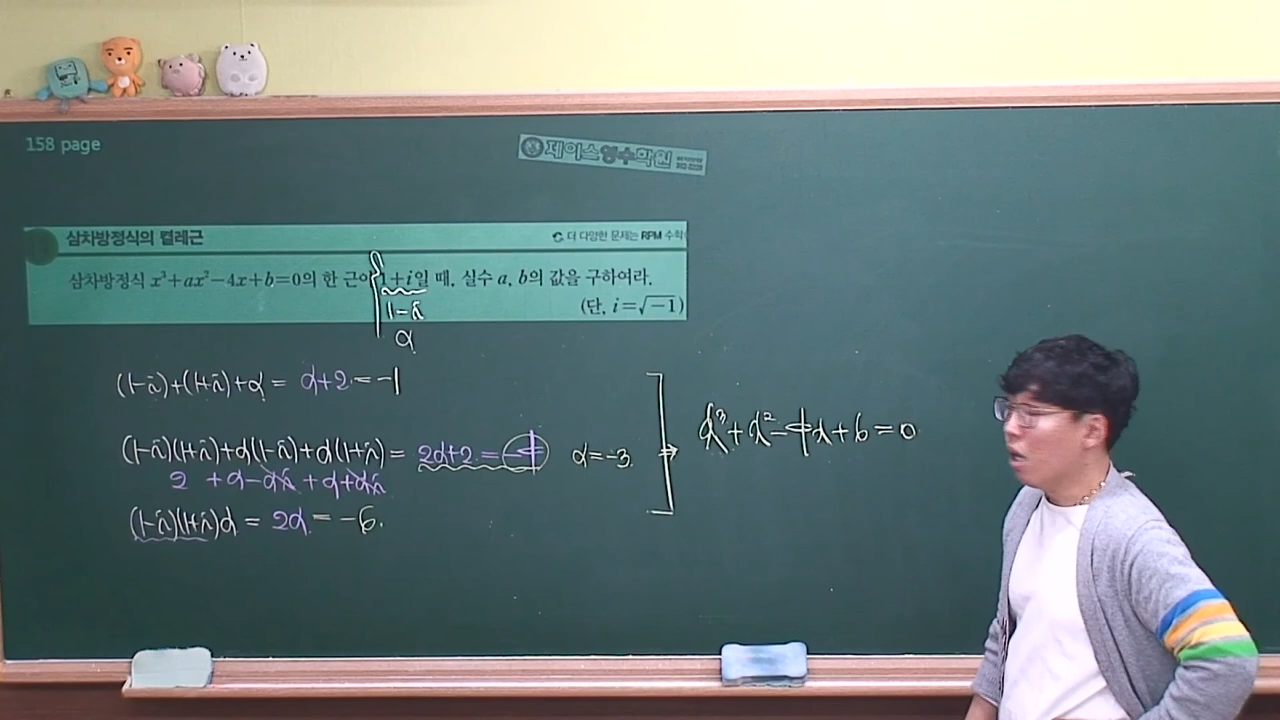 158 page
제이스영수학원
삼차방정식의 켤레근
더 다양한 문제는 RPM 수학
삼차방정식 x³+ax²-4x+b=0의 한 근이 1+i일 때, 실수 a, b의 값을 구하여라.
(단, i=√-1)
1-i
α
(1-i)+(1+i)+α = α+2 = -1
(1-i)(1+i)+α(1-i)+α(1+i) = 2α+2 = -4 α=-3
2 +α-αi+α+αi
(1-i)(1+i)α = 2α = -6.
⇒ x³+x²-4x+6=0